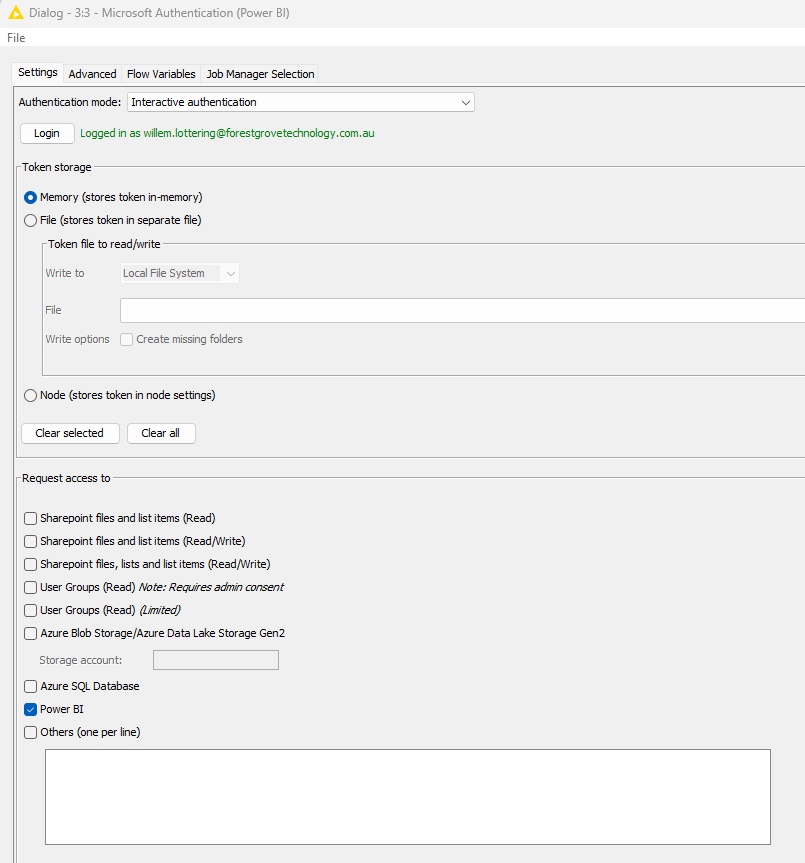 Dialog - 3:3 - Microsoft Authentication (Power BI)
File
Settings Advanced Flow Variables Job Manager Selection
Authentication mode: Interactive authentication
Login Logged in as willem.lottering@forestgrovetechnology.com.au
Token storage
Memory (stores token in-memory)
File (stores token in separate file)
Token file to read/write
Write to Local File System
File
Write options Create missing folders
Node (stores token in node settings)
Clear selected Clear all
Request access to
Sharepoint files and list items (Read)
Sharepoint files and list items (Read/Write)
Sharepoint files, lists and list items (Read/Write)
User Groups (Read) Note: Requires admin consent
User Groups (Read) (Limited)
Azure Blob Storage/Azure Data Lake Storage Gen2
Storage account:
Azure SQL Database
Power BI
Others (one per line)